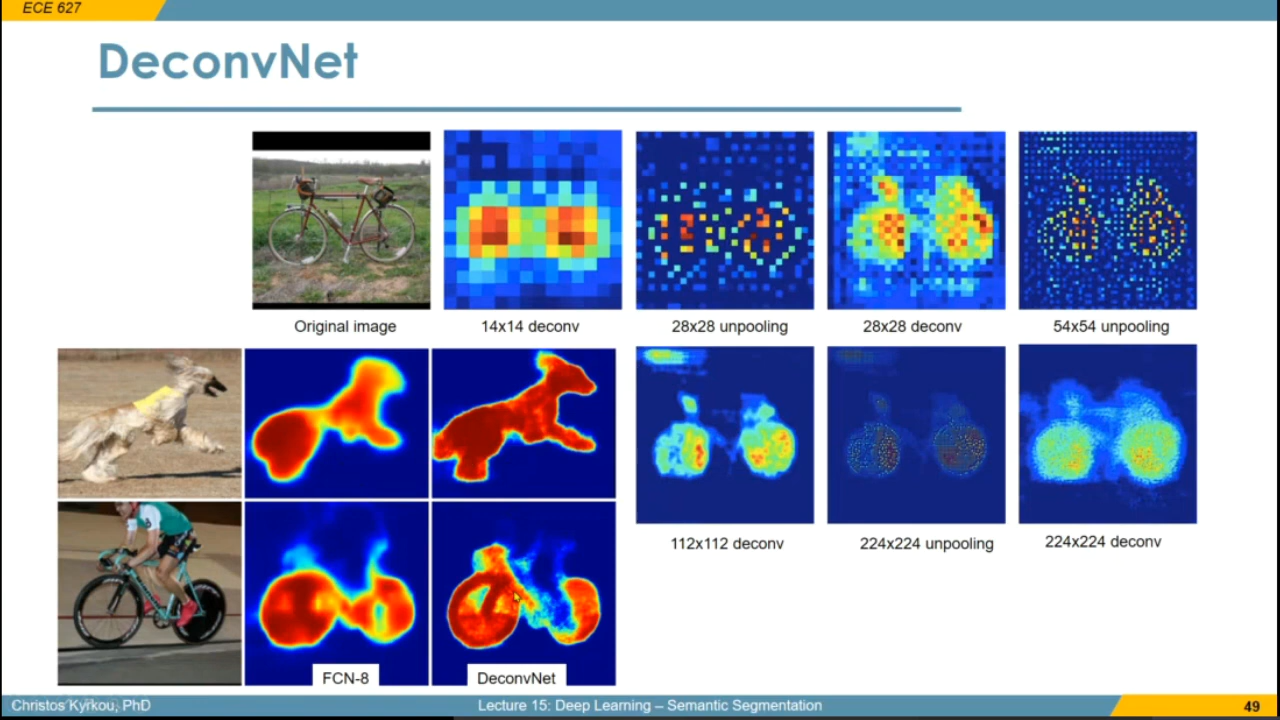 ECE 627
DeconvNet
Original image
14x14 deconv
28x28 unpooling
28x28 deconv
54x54 unpooling
112x112 deconv
224x224 unpooling
224x224 deconv
FCN-8
DeconvNet
Christos Kyrkou, PhD
Lecture 15: Deep Learning – Semantic Segmentation
49